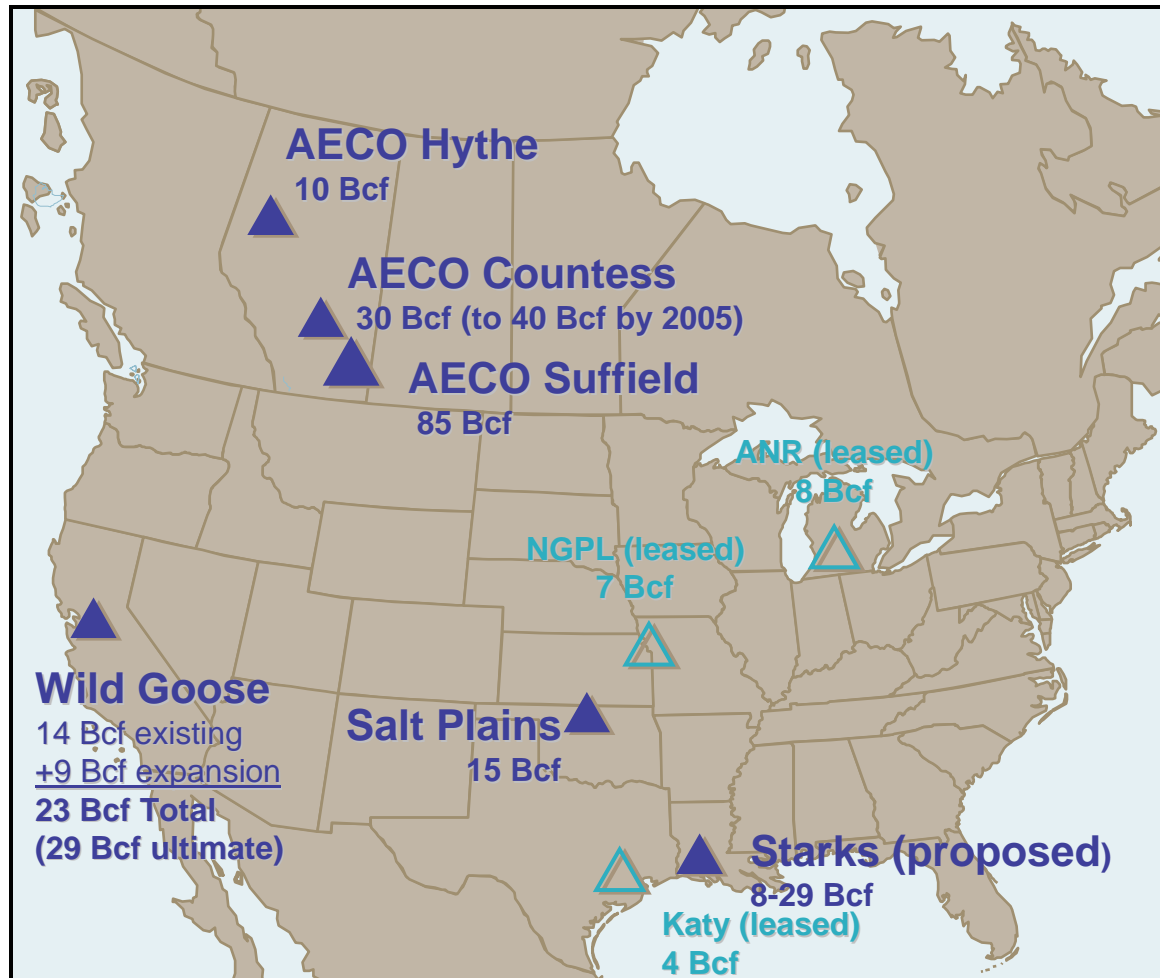 AECO Hythe
10 Bcf
AECO Countess
30 Bcf (to 40 Bcf by 2005)
AECO Suffield
85 Bcf
ANR (leased)
8 Bcf
NGPL (leased)
7 Bcf
Wild Goose
14 Bcf existing
+9 Bcf expansion
23 Bcf Total
(29 Bcf ultimate)
Salt Plains
15 Bcf
Starks (proposed)
8-29 Bcf
Katy (leased)
4 Bcf